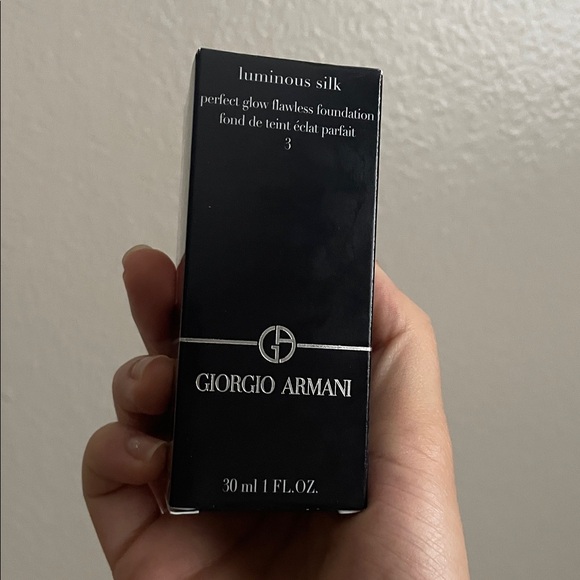 luminous silk
perfect glow flawless foundation
fond de teint éclat parfait
3
GIORGIO ARMANI
30 ml 1 FL.OZ.